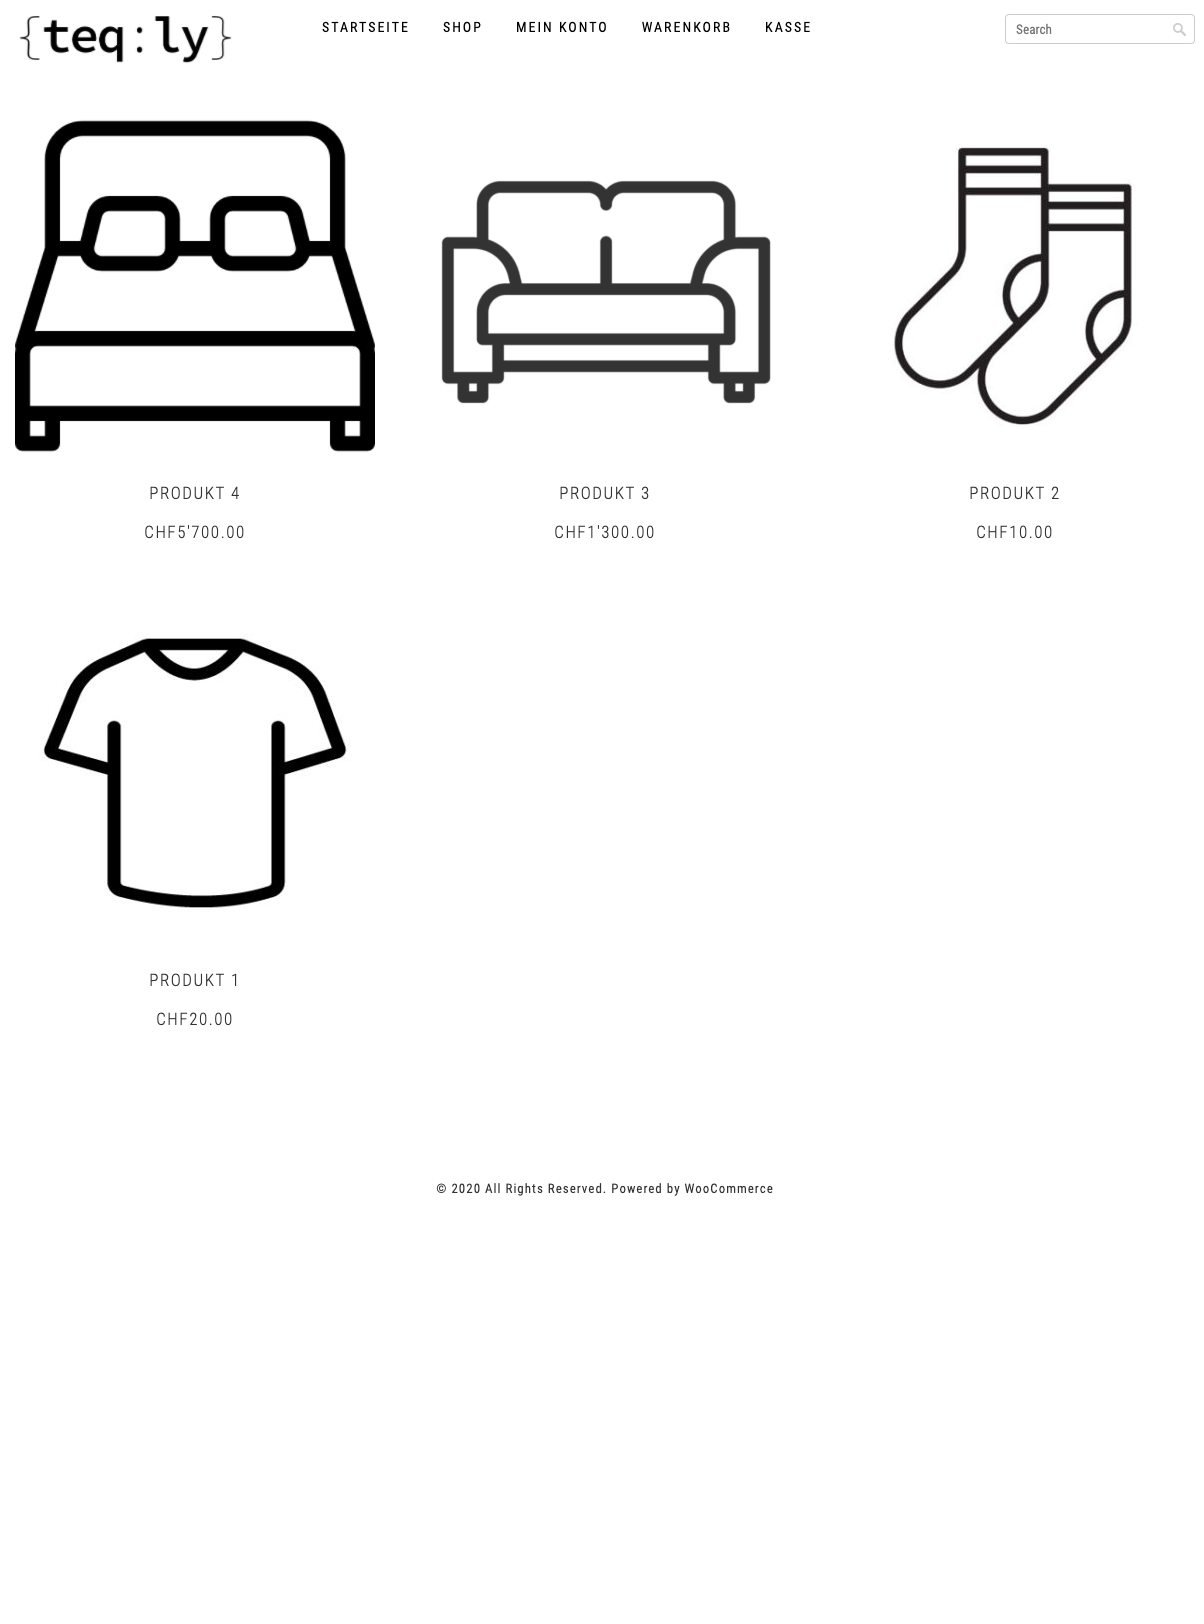 {teq:ly}
STARTSEITE SHOP MEIN KONTO WARENKORB KASSE
Search
PRODUKT 4
CHF5'700.00
PRODUKT 3
CHF1'300.00
PRODUKT 2
CHF10.00
PRODUKT 1
CHF20.00
© 2020 All Rights Reserved. Powered by WooCommerce